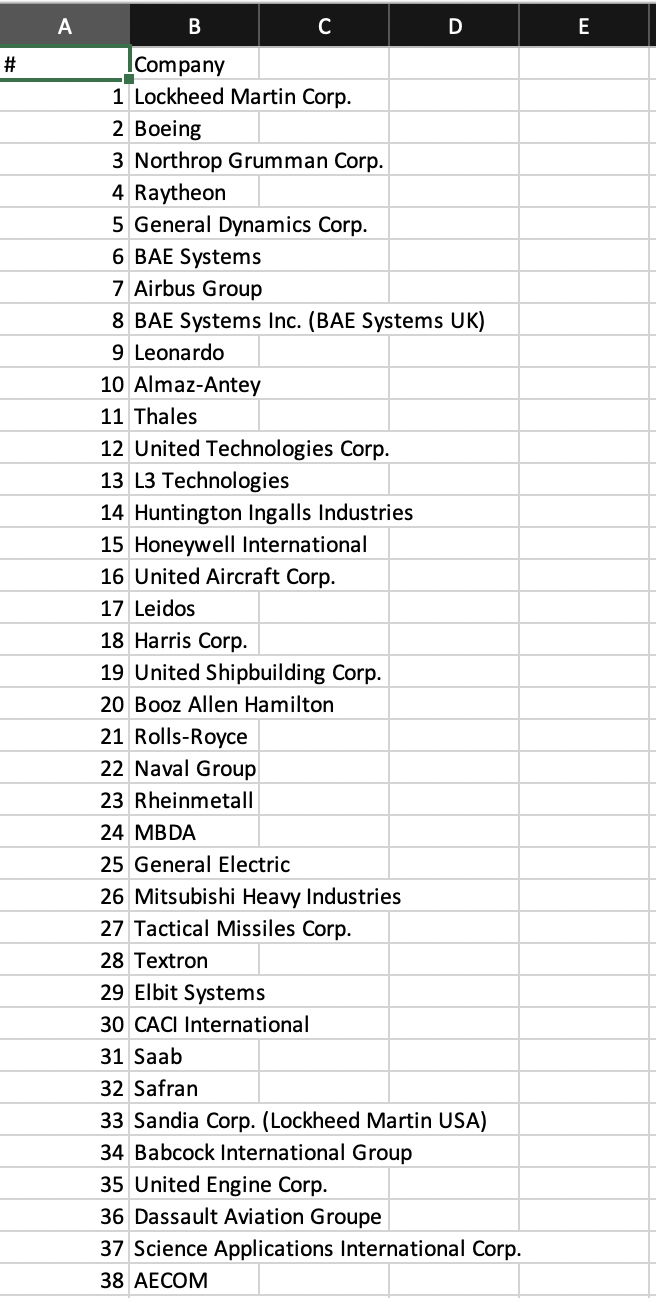 A B C D E
# Company
1 Lockheed Martin Corp.
2 Boeing
3 Northrop Grumman Corp.
4 Raytheon
5 General Dynamics Corp.
6 BAE Systems
7 Airbus Group
8 BAE Systems Inc. (BAE Systems UK)
9 Leonardo
10 Almaz-Antey
11 Thales
12 United Technologies Corp.
13 L3 Technologies
14 Huntington Ingalls Industries
15 Honeywell International
16 United Aircraft Corp.
17 Leidos
18 Harris Corp.
19 United Shipbuilding Corp.
20 Booz Allen Hamilton
21 Rolls-Royce
22 Naval Group
23 Rheinmetall
24 MBDA
25 General Electric
26 Mitsubishi Heavy Industries
27 Tactical Missiles Corp.
28 Textron
29 Elbit Systems
30 CACI International
31 Saab
32 Safran
33 Sandia Corp. (Lockheed Martin USA)
34 Babcock International Group
35 United Engine Corp.
36 Dassault Aviation Groupe
37 Science Applications International Corp.
38 AECOM